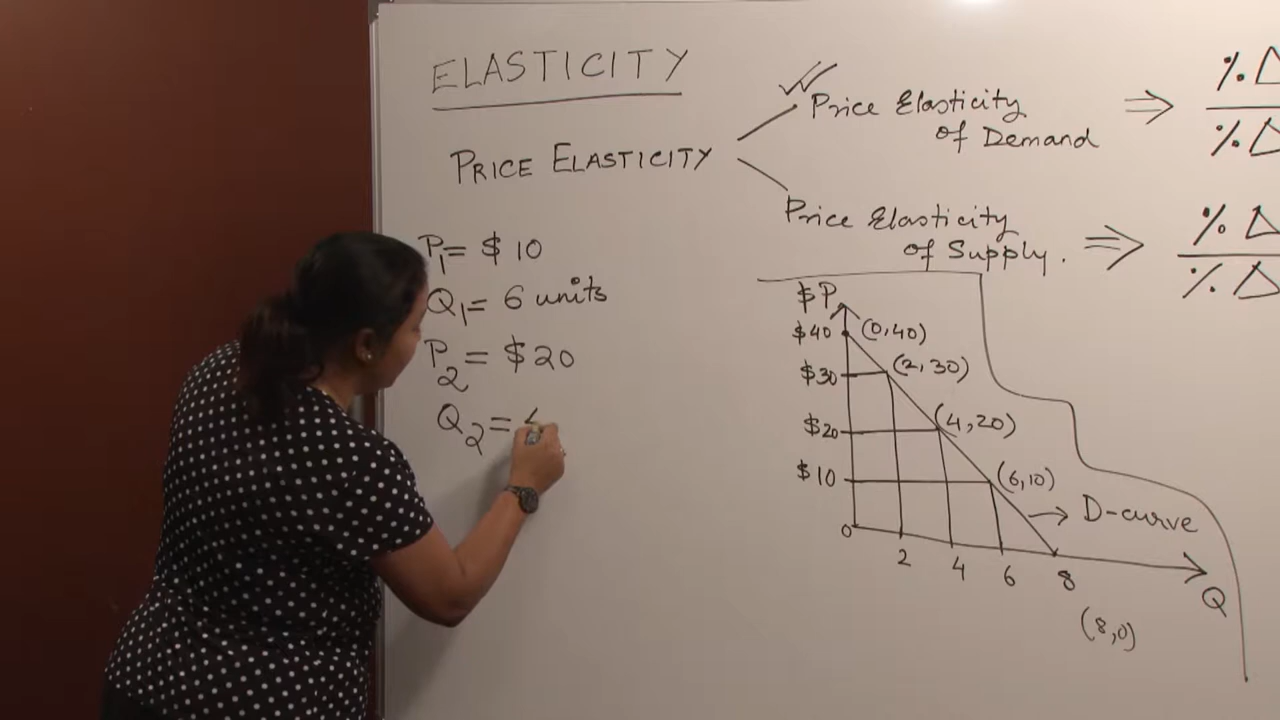 ELASTICITY
PRICE ELASTICITY
Price Elasticity
of Demand ⇒ %Δ
%Δ
Price Elasticity
of Supply. ⇒ %Δ
%Δ
P1 = $10
Q1 = 6 units
P2 = $20
Q2 =
$P
$40 (0,40)
$30 (2,30)
$20 (4,20)
$10 (6,10)
D-curve
0 2 4 6 8 Q
(8,0)